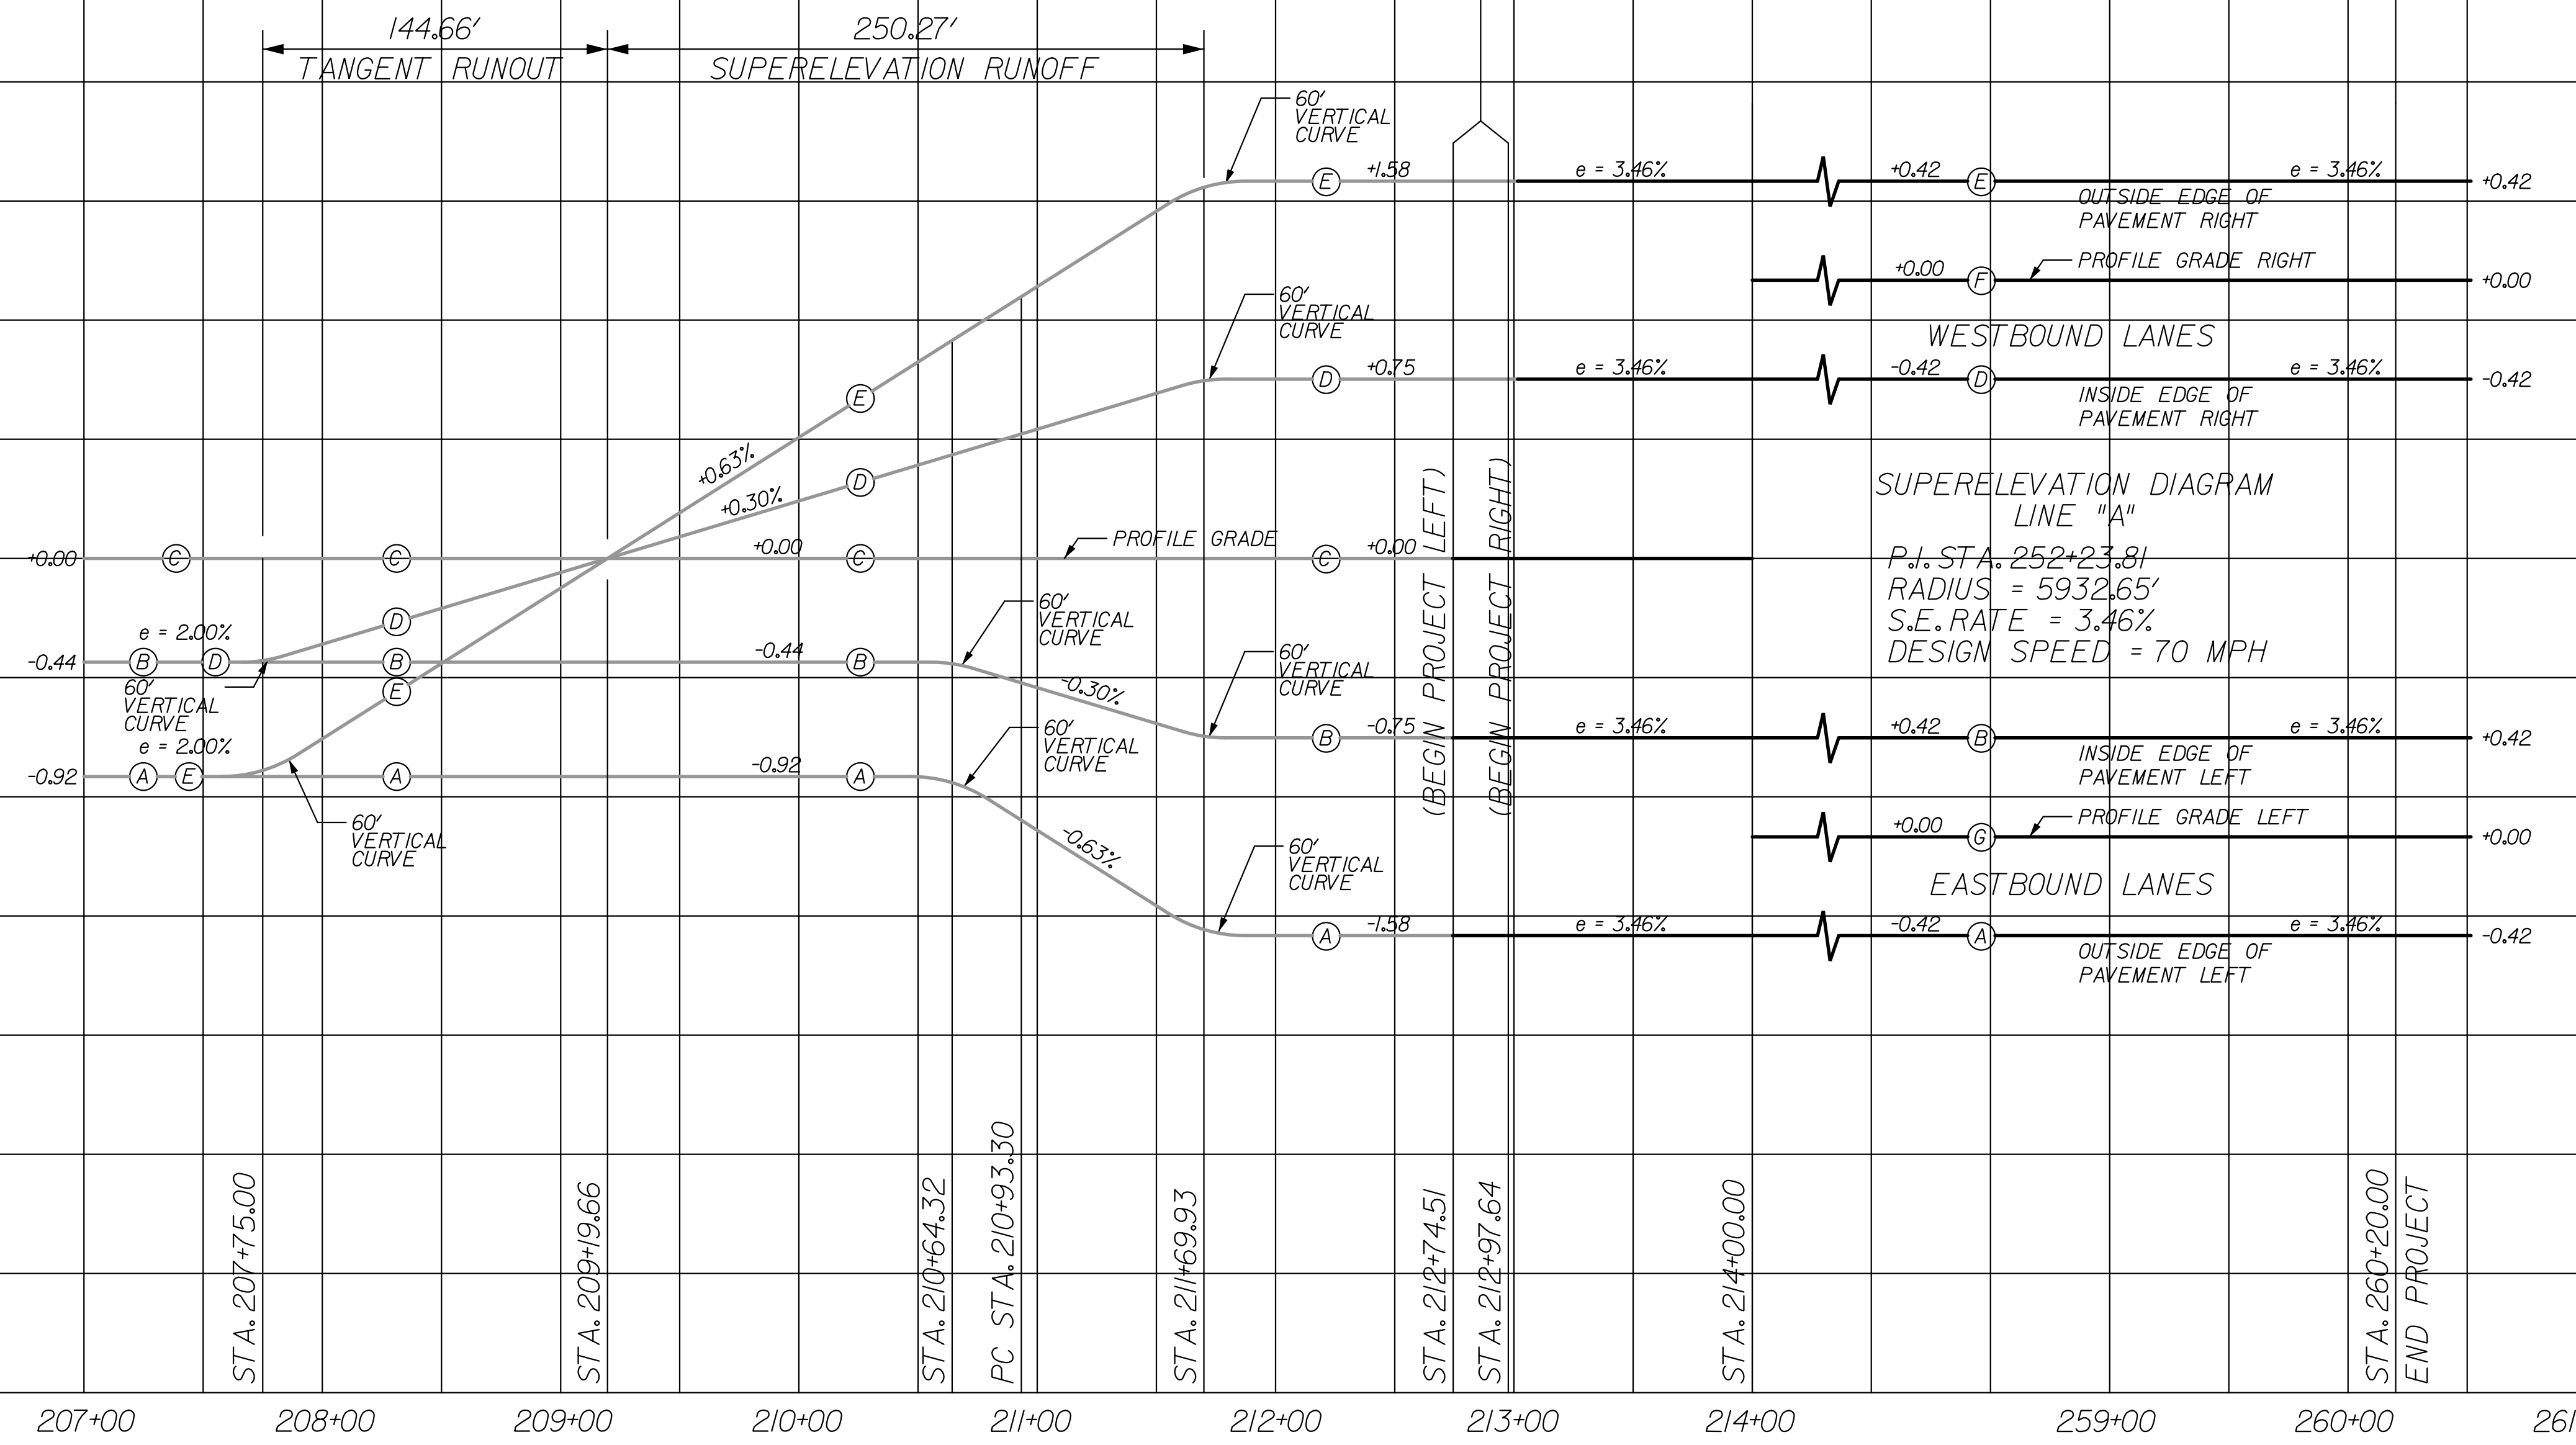 144.66'
250.27'
TANGENT RUNOUT
SUPERELEVATION RUNOFF
60'
VERTICAL
CURVE
E
+1.58
e = 3.46%
+0.42
E
e = 3.46%
+0.42
OUTSIDE EDGE OF
PAVEMENT RIGHT
+0.00
F
PROFILE GRADE RIGHT
+0.00
60'
VERTICAL
CURVE
WESTBOUND LANES
D
+0.75
e = 3.46%
-0.42
D
e = 3.46%
-0.42
INSIDE EDGE OF
PAVEMENT RIGHT
E
+0.63%
D
+0.30%
SUPERELEVATION DIAGRAM
LINE "A"
P.I. STA. 252+23.81
RADIUS = 5932.65'
S.E. RATE = 3.46%
DESIGN SPEED = 70 MPH
+0.00
C
C
+0.00
C
PROFILE GRADE
C
+0.00
(BEGIN PROJECT LEFT)
(BEGIN PROJECT RIGHT)
D
e = 2.00%
-0.44
B
D
B
-0.44
B
60'
VERTICAL
CURVE
E
60'
VERTICAL
CURVE
-0.30%
60'
VERTICAL
CURVE
B
-0.75
e = 3.46%
+0.42
B
e = 3.46%
+0.42
INSIDE EDGE OF
PAVEMENT LEFT
e = 2.00%
-0.92
A
E
A
-0.92
A
60'
VERTICAL
CURVE
60'
VERTICAL
CURVE
-0.63%
60'
VERTICAL
CURVE
+0.00
G
PROFILE GRADE LEFT
+0.00
EASTBOUND LANES
A
-1.58
e = 3.46%
-0.42
A
e = 3.46%
-0.42
OUTSIDE EDGE OF
PAVEMENT LEFT
STA. 207+75.00
STA. 209+19.66
STA. 210+64.32
PC STA. 210+93.30
STA. 211+69.93
STA. 212+74.51
STA. 212+97.64
STA. 214+00.00
STA. 260+20.00
END PROJECT
207+00
208+00
209+00
210+00
211+00
212+00
213+00
214+00
259+00
260+00
261